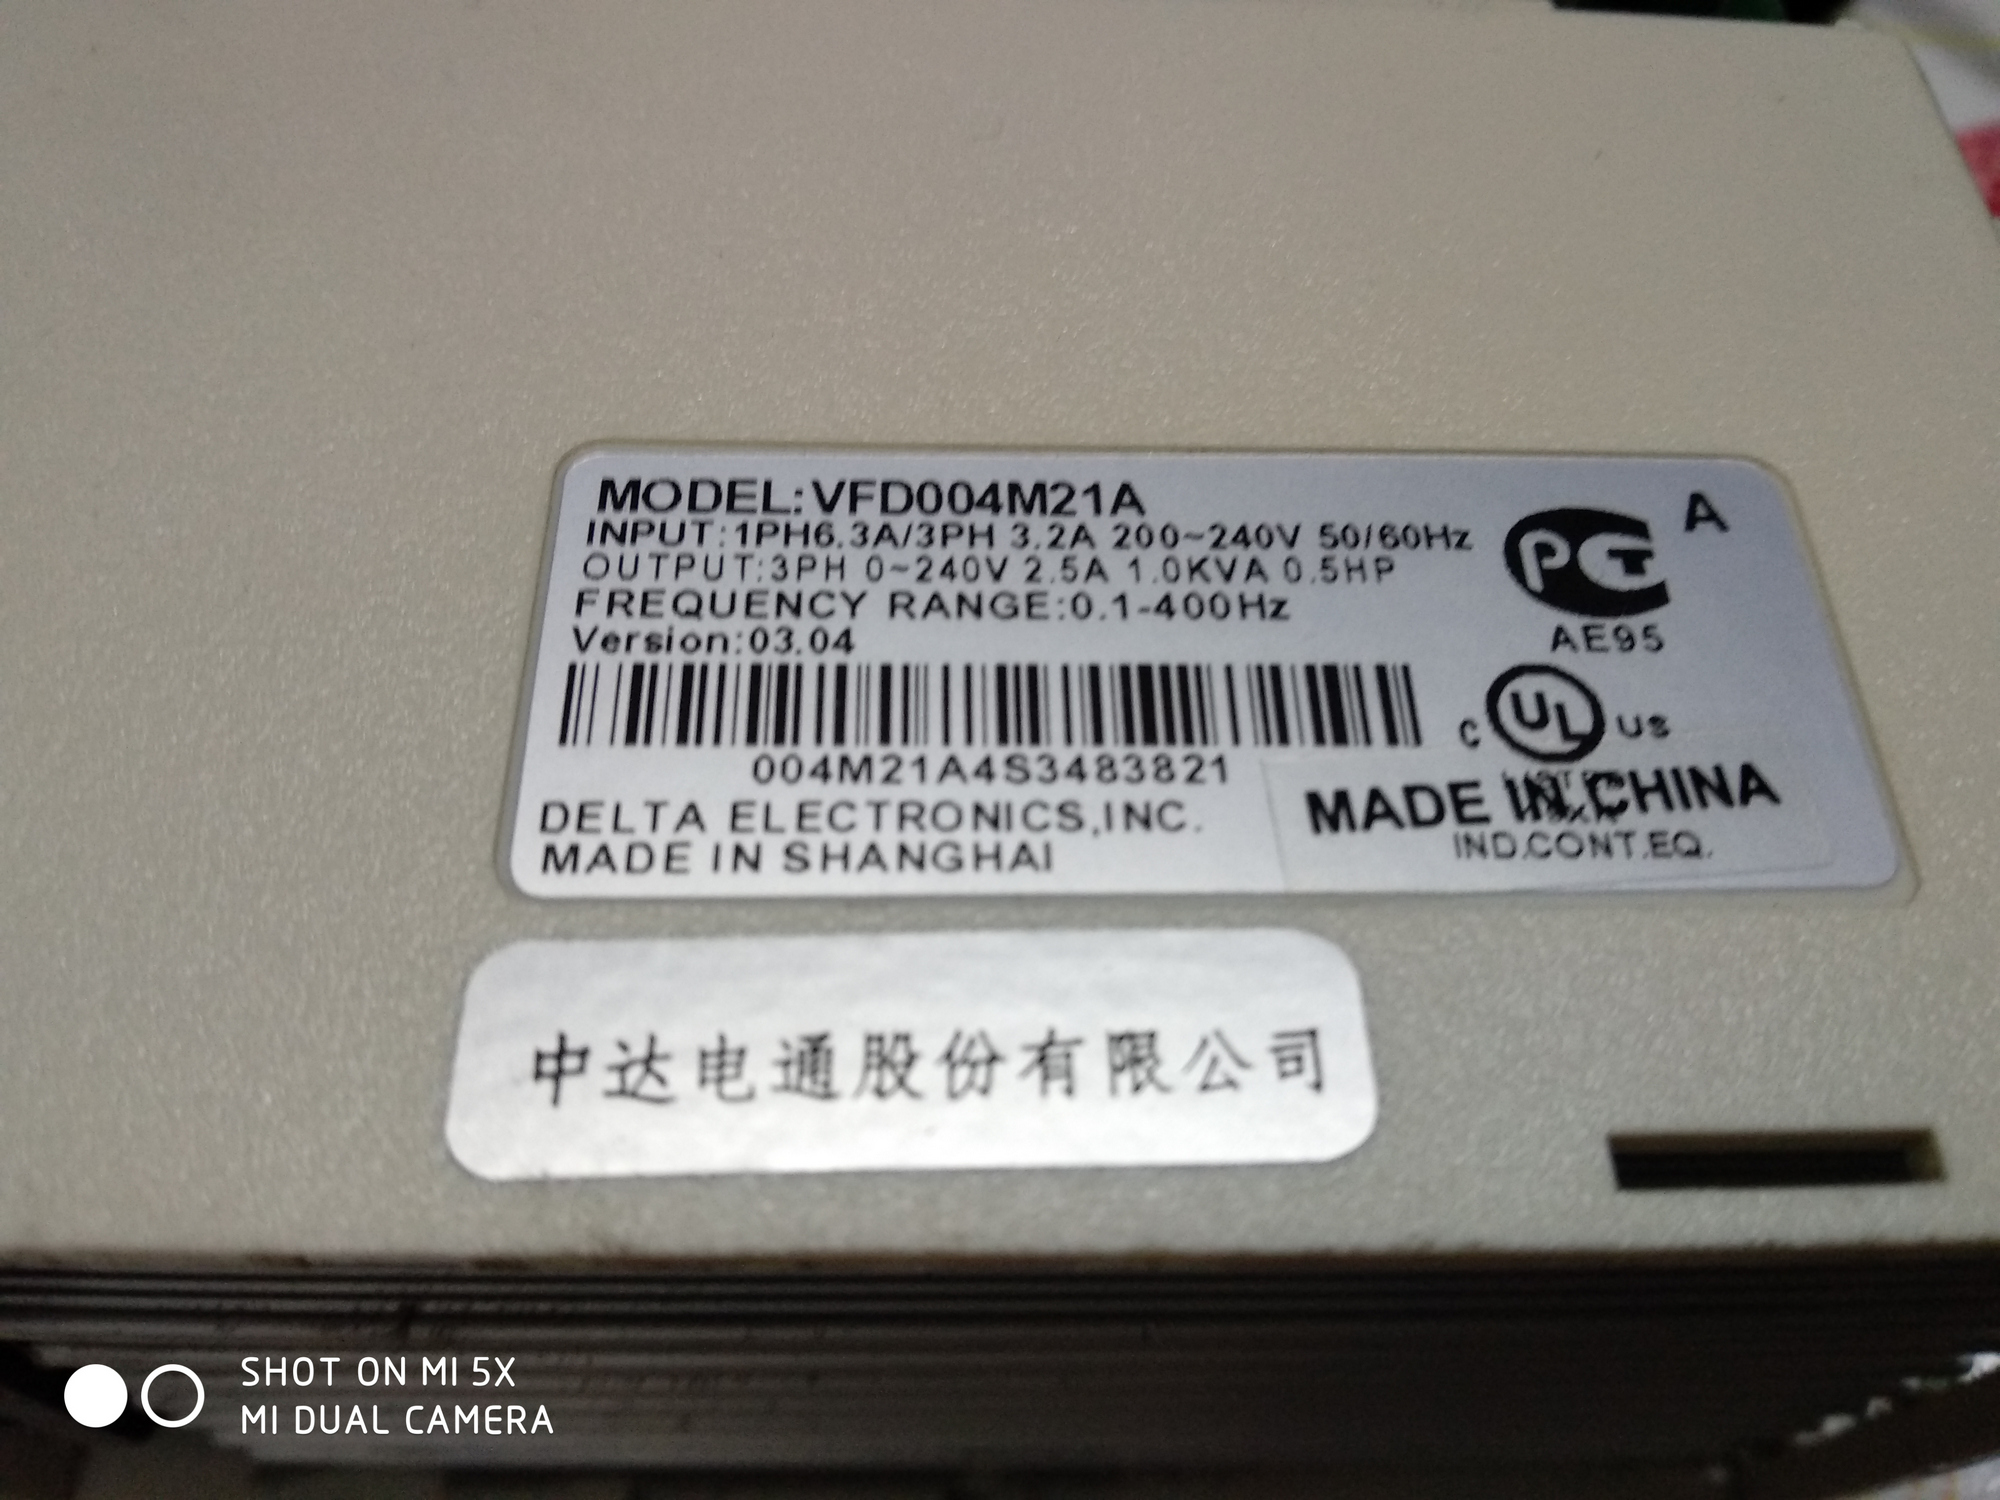 MODEL:VFD004M21A
INPUT:1PH6.3A/3PH 3.2A 200~240V 50/60Hz
OUTPUT:3PH 0~240V 2.5A 1.0KVA 0.5HP
FREQUENCY RANGE:0.1-400Hz
Version:03.04
A
PCT
AE95
004M21A4S3483821
C UL US
DELTA ELECTRONICS,INC.
MADE IN SHANGHAI
MADE IN CHINA
IND.CONT.EQ.
中达电通股份有限公司
SHOT ON MI 5X
MI DUAL CAMERA